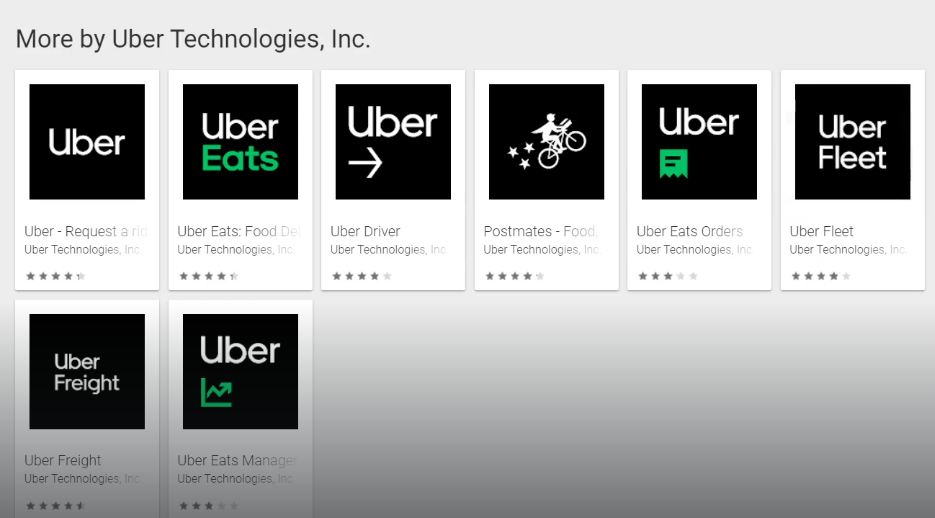 More by Uber Technologies, Inc.
Uber
Uber
Eats
Uber
Uber
Uber
Fleet
Uber - Request a rid
Uber Technologies, Inc
Uber Eats: Food De
Uber Technologies, Inc
Uber Driver
Uber Technologies, Inc
Postmates - Food,
Uber Technologies, Inc
Uber Eats Orders
Uber Technologies, Inc
Uber Fleet
Uber Technologies, Inc.
Uber
Freight
Uber
Uber Freight
Uber Technologies, Inc
Uber Eats Manage
Uber Technologies, Inc